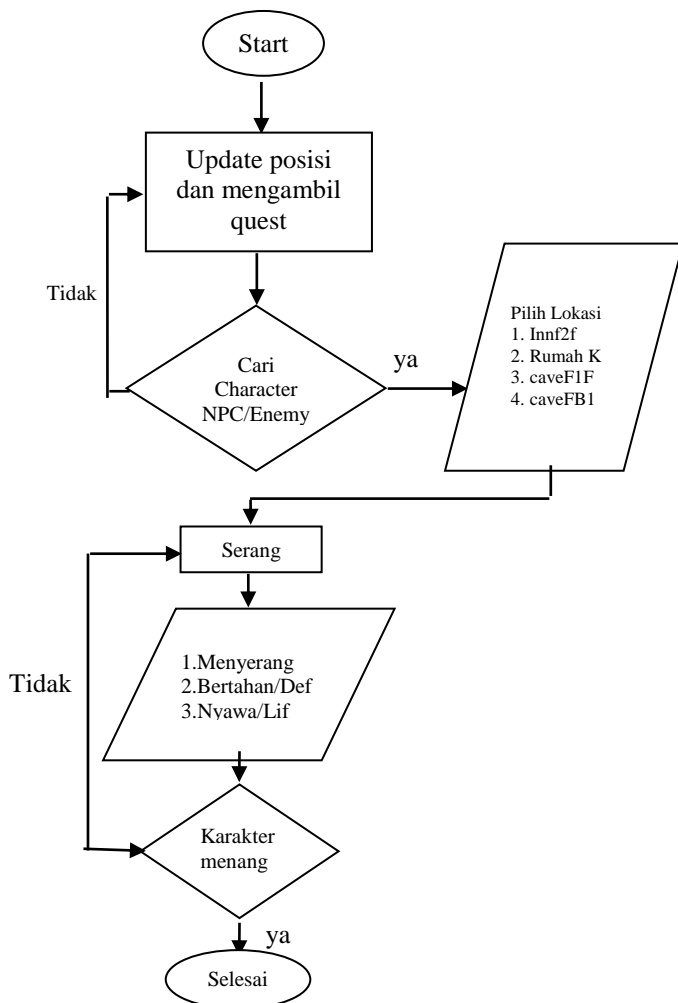 Start
Update posisi
dan mengambil
quest
Tidak
Cari
Character
NPC/Enemy
ya
Pilih Lokasi
1. Innf2f
2. Rumah K
3. caveF1F
4. caveFB1
Serang
1.Menyerang
2.Bertahan/Def
3.Nyawa/Lif
Tidak
Karakter
menang
ya
Selesai